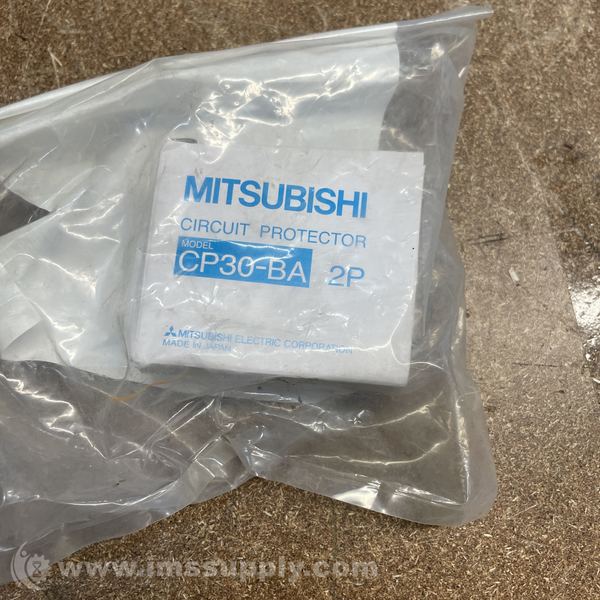 MITSUBISHI
CIRCUIT PROTECTOR
MODEL
CP30-BA 2P
MITSUBISHI ELECTRIC CORPORATION
MADE IN JAPAN
www.imssupply.com